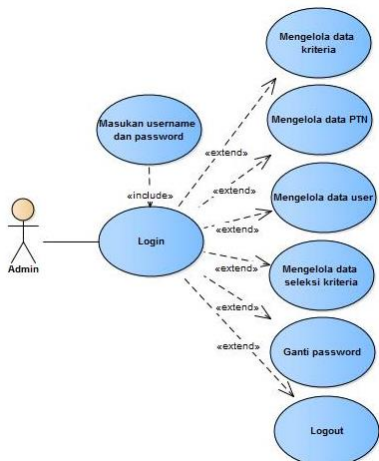 Mengelola data
kriteria
Masukan username
dan password
Mengelola data PTN
«extend»
«extend»
«include»
Mengelola data user
«extend»
Login
Admin
«extend»
Mengelola data
seleksi kriteria
«extend»
Ganti password
«extend»
Logout